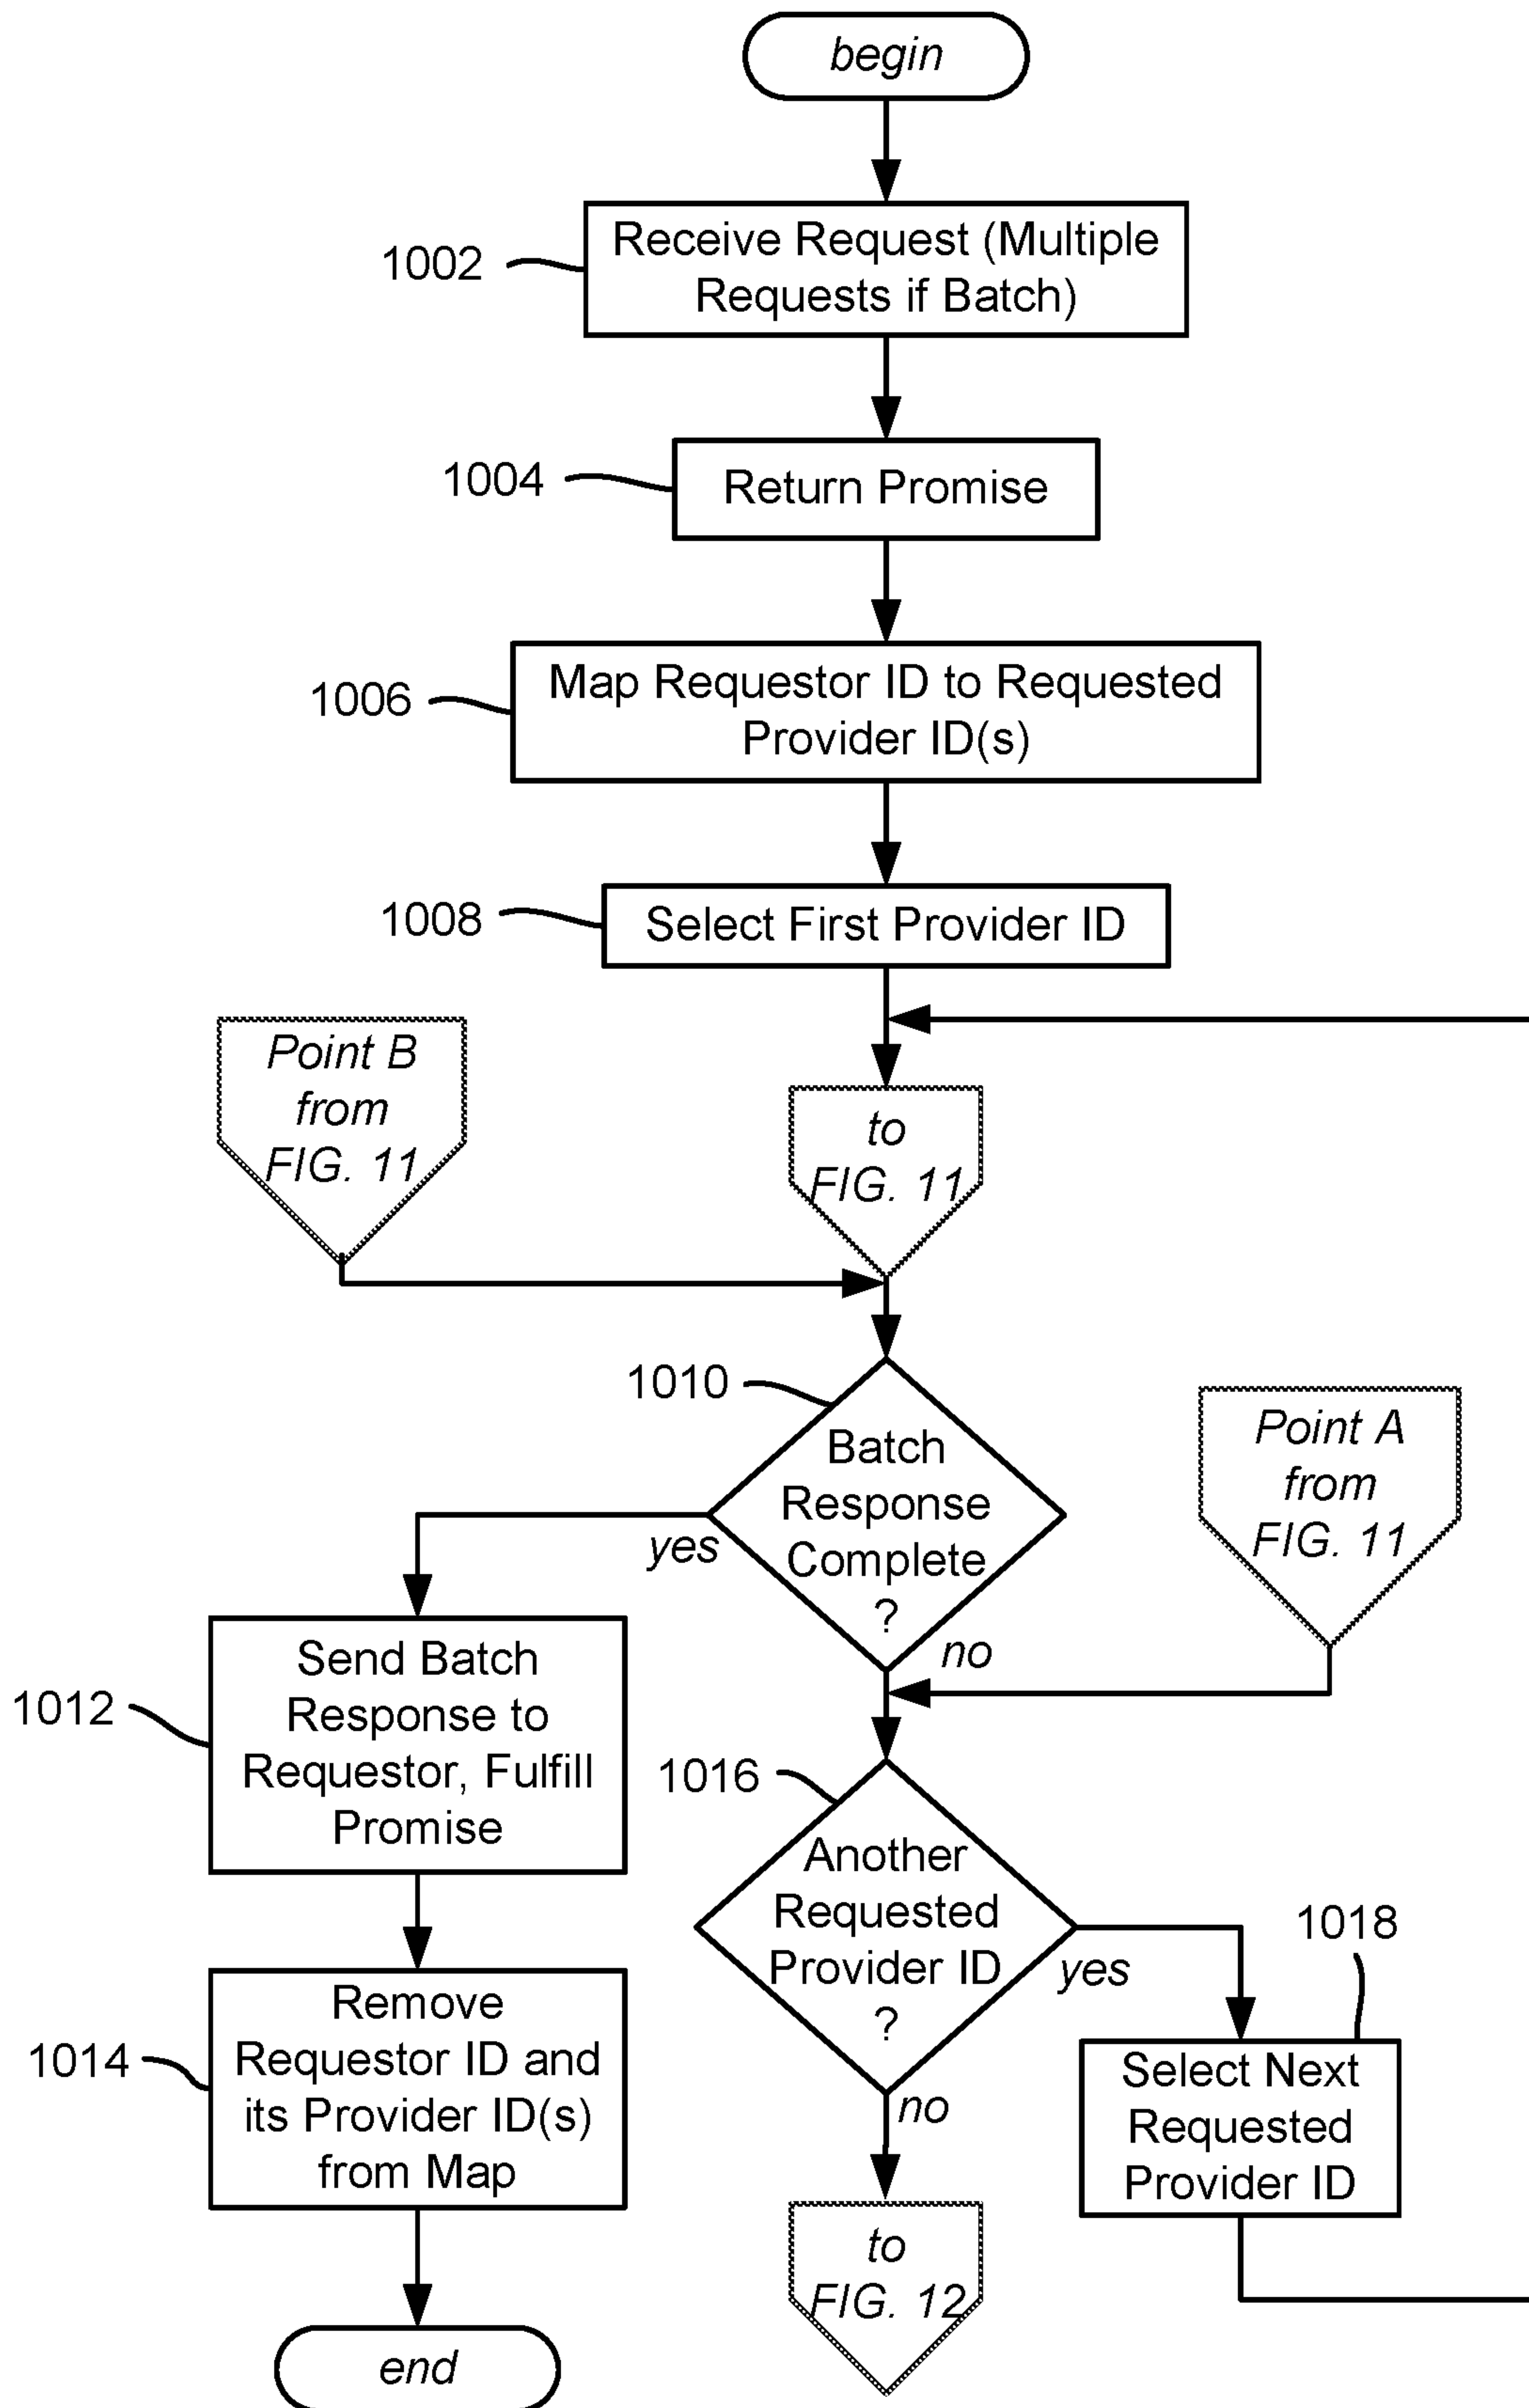 begin
1002
Receive Request (Multiple
Requests if Batch)
1004
Return Promise
1006
Map Requestor ID to Requested
Provider ID(s)
1008
Select First Provider ID
Point B
from
FIG. 11
to
FIG. 11
1010
Batch
Response
Complete
?
yes
no
Point A
from
FIG. 11
1012
Send Batch
Response to
Requestor, Fulfill
Promise
1016
Another
Requested
Provider ID
?
yes
no
1018
Select Next
Requested
Provider ID
1014
Remove
Requestor ID and
its Provider ID(s)
from Map
to
FIG. 12
end